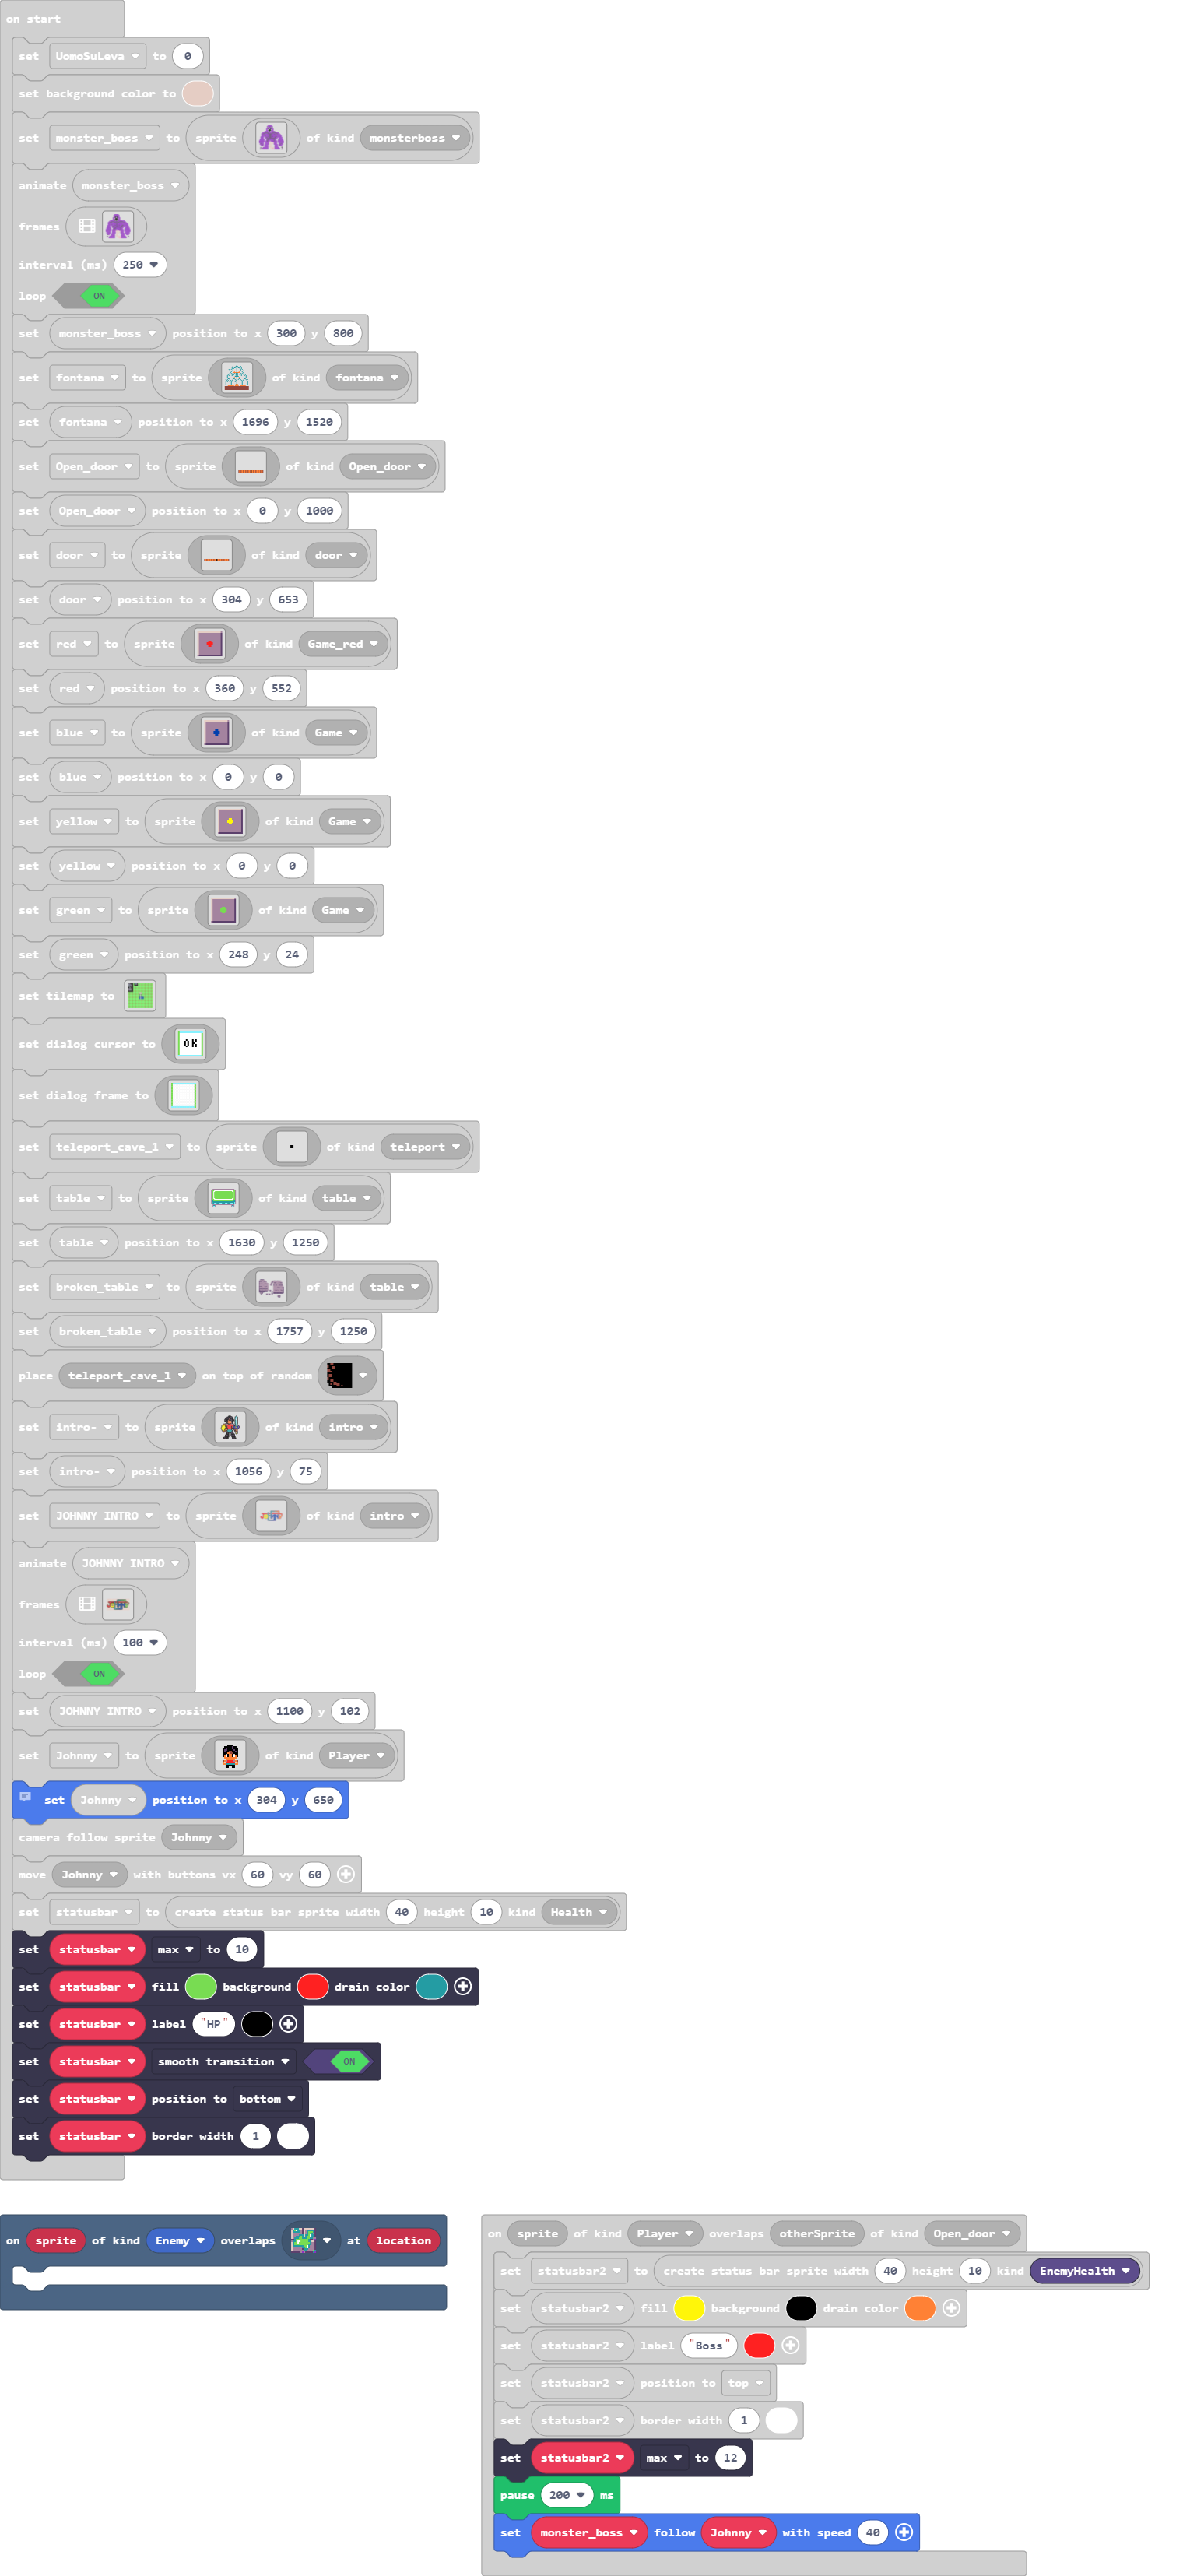 on start
set UomoSuLeva to 0
set background color to
set monster_boss to sprite of kind monsterboss
animate monster_boss
frames
interval (ms) 250
loop ON
set monster_boss position to x 300 y 800
set fontana to sprite of kind fontana
set fontana position to x 1696 y 1520
set Open_door to sprite of kind Open_door
set Open_door position to x 0 y 1000
set door to sprite of kind door
set door position to x 304 y 653
set red to sprite of kind Game_red
set red position to x 360 y 552
set blue to sprite of kind Game
set blue position to x 0 y 0
set yellow to sprite of kind Game
set yellow position to x 0 y 0
set green to sprite of kind Game
set green position to x 248 y 24
set tilemap to
set dialog cursor to OK
set dialog frame to
set teleport_cave_1 to sprite of kind teleport
set table to sprite of kind table
set table position to x 1630 y 1250
set broken_table to sprite of kind table
set broken_table position to x 1757 y 1250
place teleport_cave_1 on top of random
set intro- to sprite of kind intro
set intro- position to x 1056 y 75
set JOHNNY INTRO to sprite of kind intro
animate JOHNNY INTRO
frames
interval (ms) 100
loop ON
set JOHNNY INTRO position to x 1100 y 102
set Johnny to sprite of kind Player
set Johnny position to x 304 y 650
camera follow sprite Johnny
move Johnny with buttons vx 60 vy 60
set statusbar to create status bar sprite width 40 height 10 kind Health
set statusbar max to 10
set statusbar fill background drain color
set statusbar label "HP"
set statusbar smooth transition ON
set statusbar position to bottom
set statusbar border width 1
on sprite of kind Enemy overlaps at location
on sprite of kind Player overlaps otherSprite of kind Open_door
set statusbar2 to create status bar sprite width 40 height 10 kind EnemyHealth
set statusbar2 fill background drain color
set statusbar2 label "Boss"
set statusbar2 position to top
set statusbar2 border width 1
set statusbar2 max to 12
pause 200 ms
set monster_boss follow Johnny with speed 40